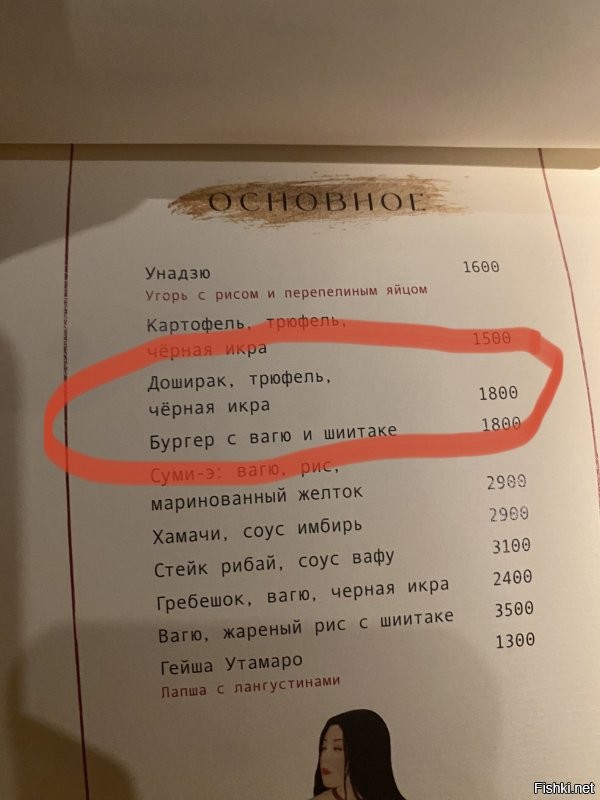 ОСНОВНОЕ
Унадзю 1600
Угорь с рисом и перепелиным яйцом
Картофель, трюфель,
чёрная икра 1500
Доширак, трюфель,
чёрная икра 1800
Бургер с вагю и шиитаке 1800
Суми-э: вагю, рис,
маринованный желток 2900
Хамачи, соус имбирь 2900
Стейк рибай, соус вафу 3100
Гребешок, вагю, черная икра 2400
Вагю, жареный рис с шиитаке 3500
Гейша Утамаро 1300
Лапша с лангустинами
Fishki.net